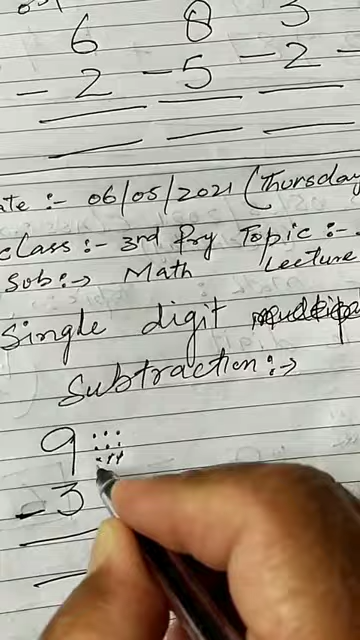 6 8 3
- 2 - 5 - 2 -
ate :- 06/05/2021 (Thursday
class :- 3rd Pry Topic :-
Sub :-> Math Lecture
Single digit
Subtraction :->
9
- 3